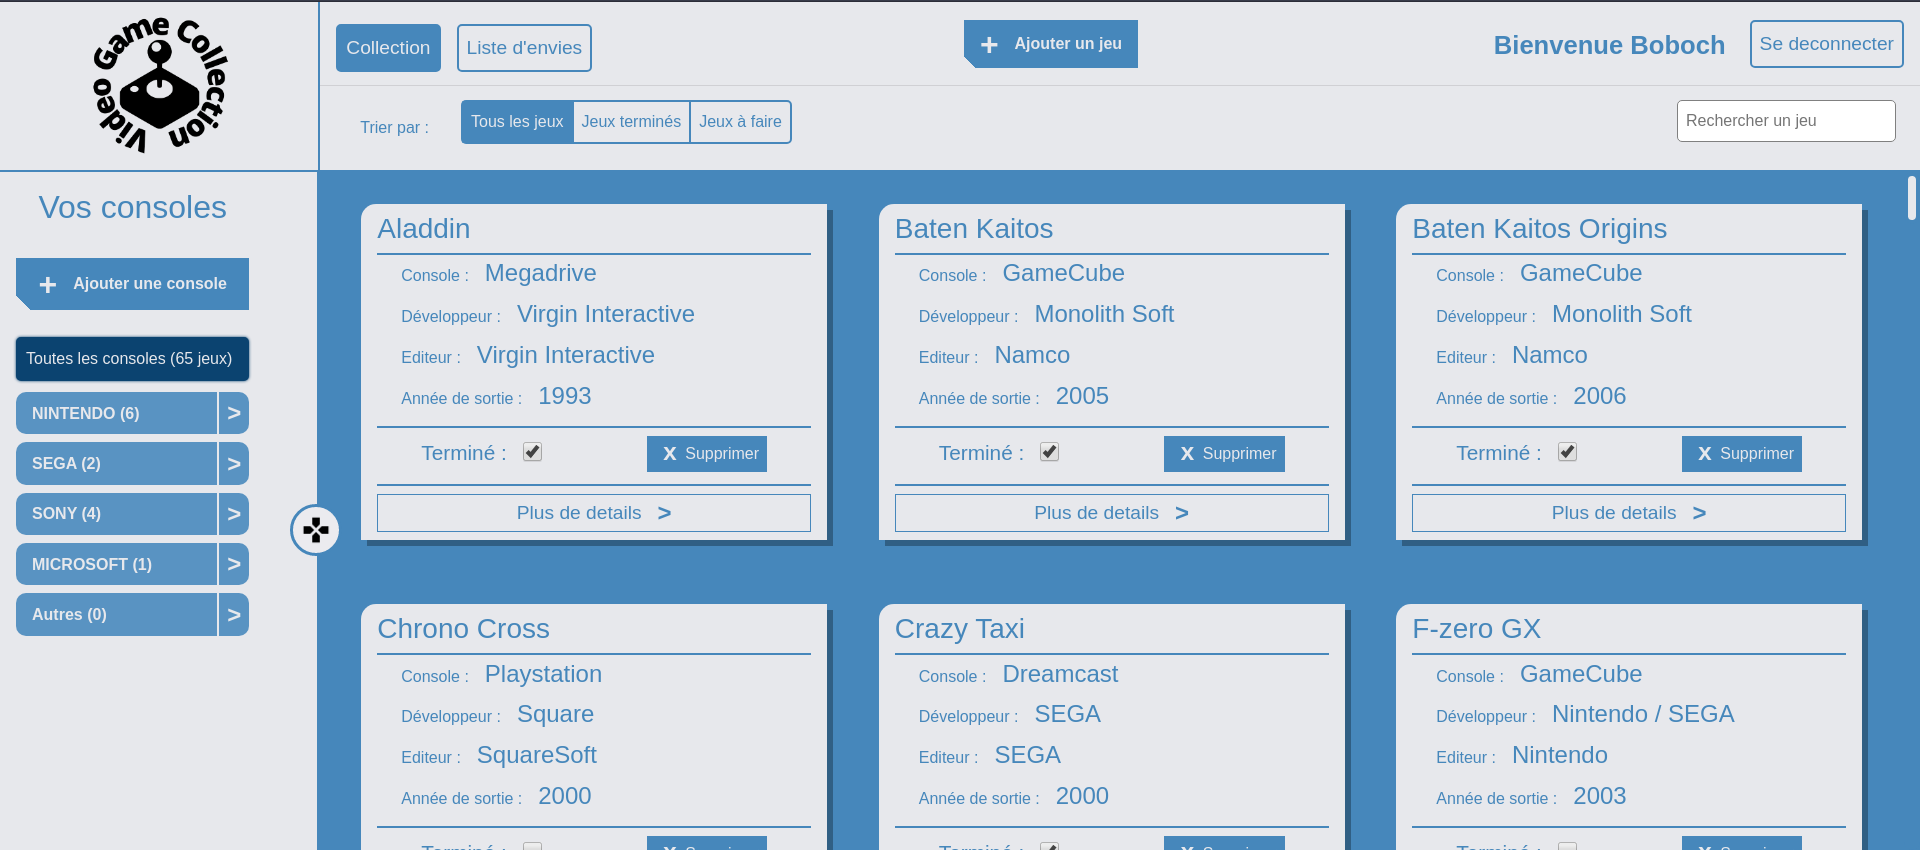 Video Game Collection
Collection
Liste d'envies
+ Ajouter un jeu
Bienvenue Boboch
Se deconnecter
Trier par :
Tous les jeux
Jeux terminés
Jeux à faire
Rechercher un jeu
Vos consoles
+ Ajouter une console
Toutes les consoles (65 jeux)
NINTENDO (6) >
SEGA (2) >
SONY (4) >
MICROSOFT (1) >
Autres (0) >
Aladdin
Console : Megadrive
Développeur : Virgin Interactive
Editeur : Virgin Interactive
Année de sortie : 1993
Terminé :
X Supprimer
Plus de details >
Baten Kaitos
Console : GameCube
Développeur : Monolith Soft
Editeur : Namco
Année de sortie : 2005
Terminé :
X Supprimer
Plus de details >
Baten Kaitos Origins
Console : GameCube
Développeur : Monolith Soft
Editeur : Namco
Année de sortie : 2006
Terminé :
X Supprimer
Plus de details >
Chrono Cross
Console : Playstation
Développeur : Square
Editeur : SquareSoft
Année de sortie : 2000
Terminé :
X Supprimer
Crazy Taxi
Console : Dreamcast
Développeur : SEGA
Editeur : SEGA
Année de sortie : 2000
Terminé :
X Supprimer
F-zero GX
Console : GameCube
Développeur : Nintendo / SEGA
Editeur : Nintendo
Année de sortie : 2003
Terminé :
X Supprimer